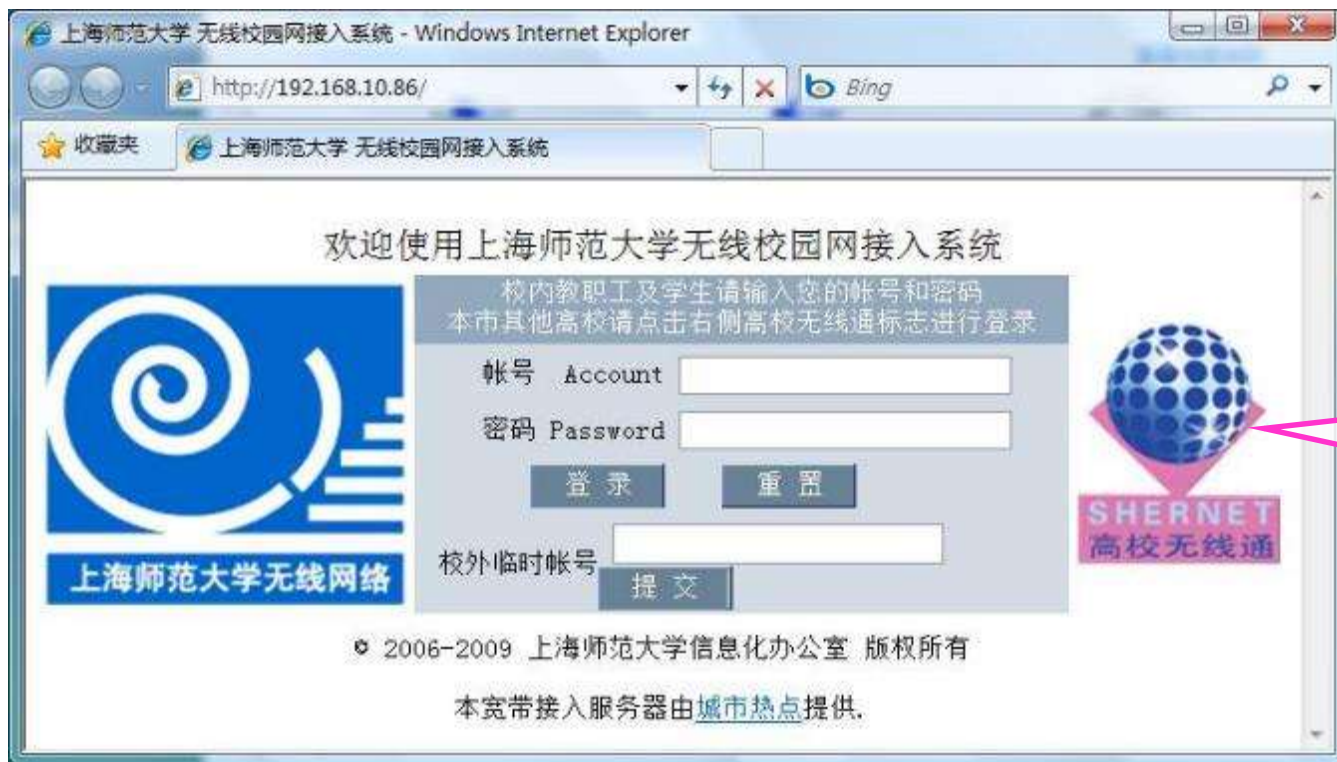 上海师范大学 无线校园网接入系统 - Windows Internet Explorer
http://192.168.10.86/
Bing
收藏夹
上海师范大学 无线校园网接入系统
欢迎使用上海师范大学无线校园网接入系统
校内教职工及学生请输入您的帐号和密码
本市其他高校请点击右侧高校无线通标志进行登录
帐号 Account
密码 Password
登 录
重 置
校外临时帐号
提 交
上海师范大学无线网络
SHERNET
高校无线通
© 2006-2009 上海师范大学信息化办公室 版权所有
本宽带接入服务器由城市热点提供.